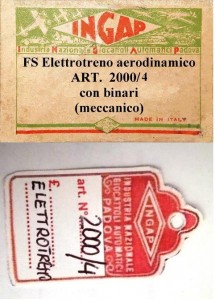 INGAP
Industria Nazionale Giocattoli Automatici Padova
FS Elettrotreno aerodinamico
ART. 2000/4
con binari
(meccanico)
MADE IN ITALY
INGAP
INDUSTRIA NAZIONALE
GIOCATTOLI AUTOMATICI
PADOVA
art. N°
2000/4
£.
ELETTROTRENO